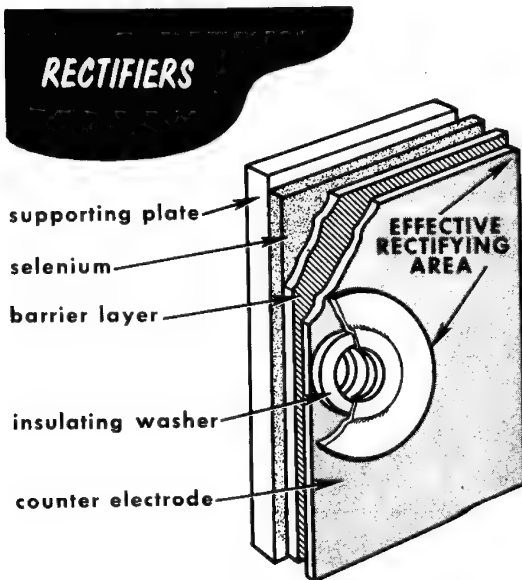 RECTIFIERS
supporting plate
selenium
barrier layer
insulating washer
counter electrode
EFFECTIVE
RECTIFYING
AREA